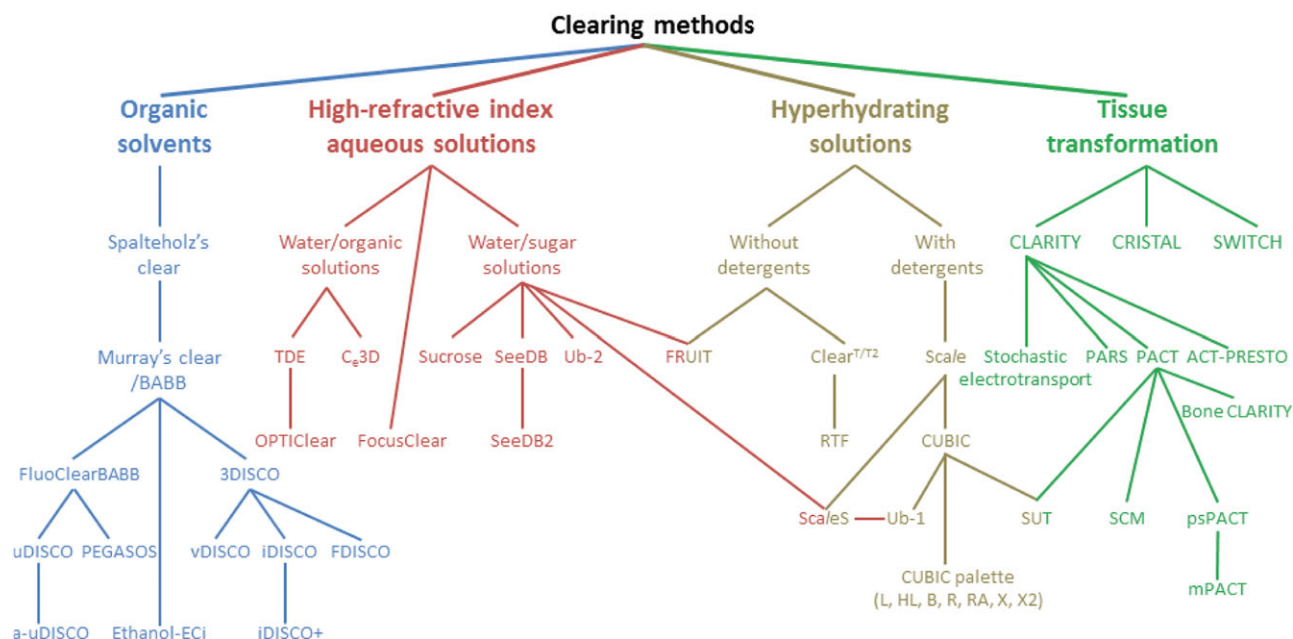 Clearing methods
Organic
solvents
High-refractive index
aqueous solutions
Hyperhydrating
solutions
Tissue
transformation
Spalteholz's
clear
Water/organic
solutions
Water/sugar
solutions
Without
detergents
With
detergents
CLARITY
CRISTAL
SWITCH
Murray's clear
/BABB
TDE
Ce3D
Sucrose
SeeDB
Ub-2
FRUIT
ClearT/T2
Scale
Stochastic
electrotransport
PARS
PACT
ACT-PRESTO
Bone CLARITY
OPTIClear
FocusClear
SeeDB2
RTF
CUBIC
FluoClearBABB
3DISCO
ScaleS
Ub-1
SUT
SCM
psPACT
uDISCO
PEGASOS
vDISCO
iDISCO
FDISCO
CUBIC palette
(L, HL, B, R, RA, X, X2)
mPACT
a-uDISCO
Ethanol-ECi
iDISCO+